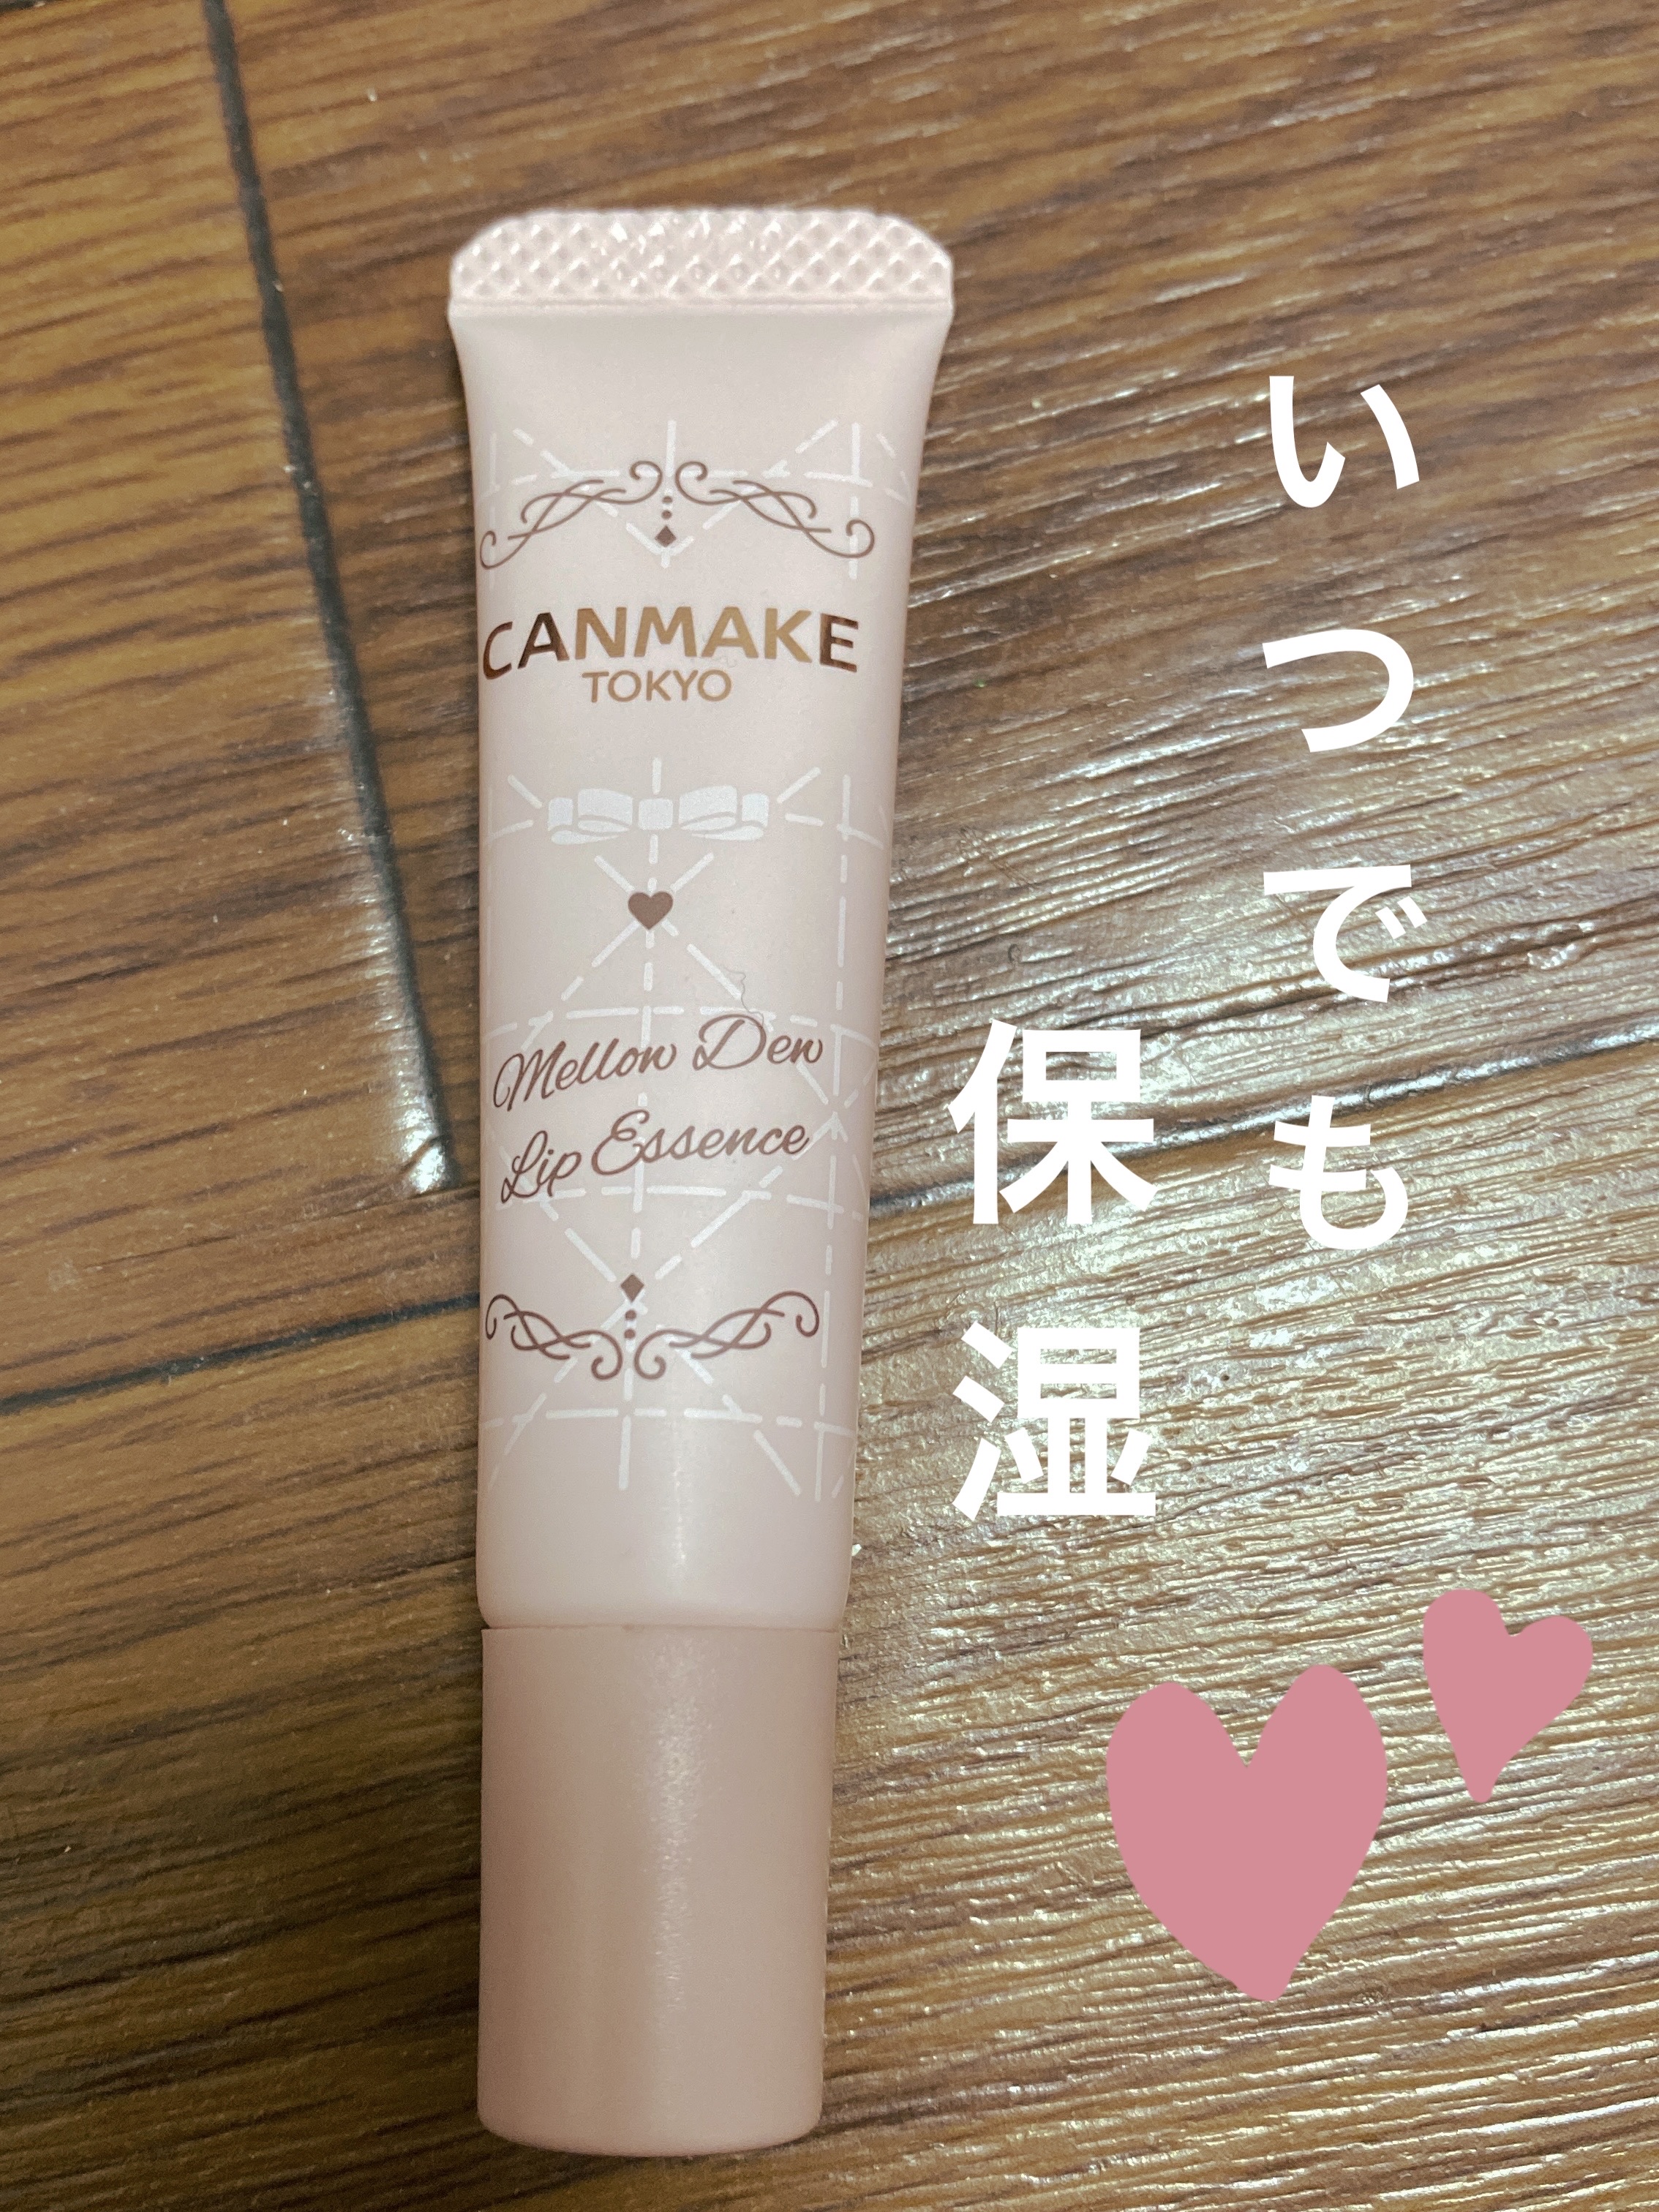 CANMAKE
TOKYO
Mellow Dew
Lip Essence
いつでも
保湿